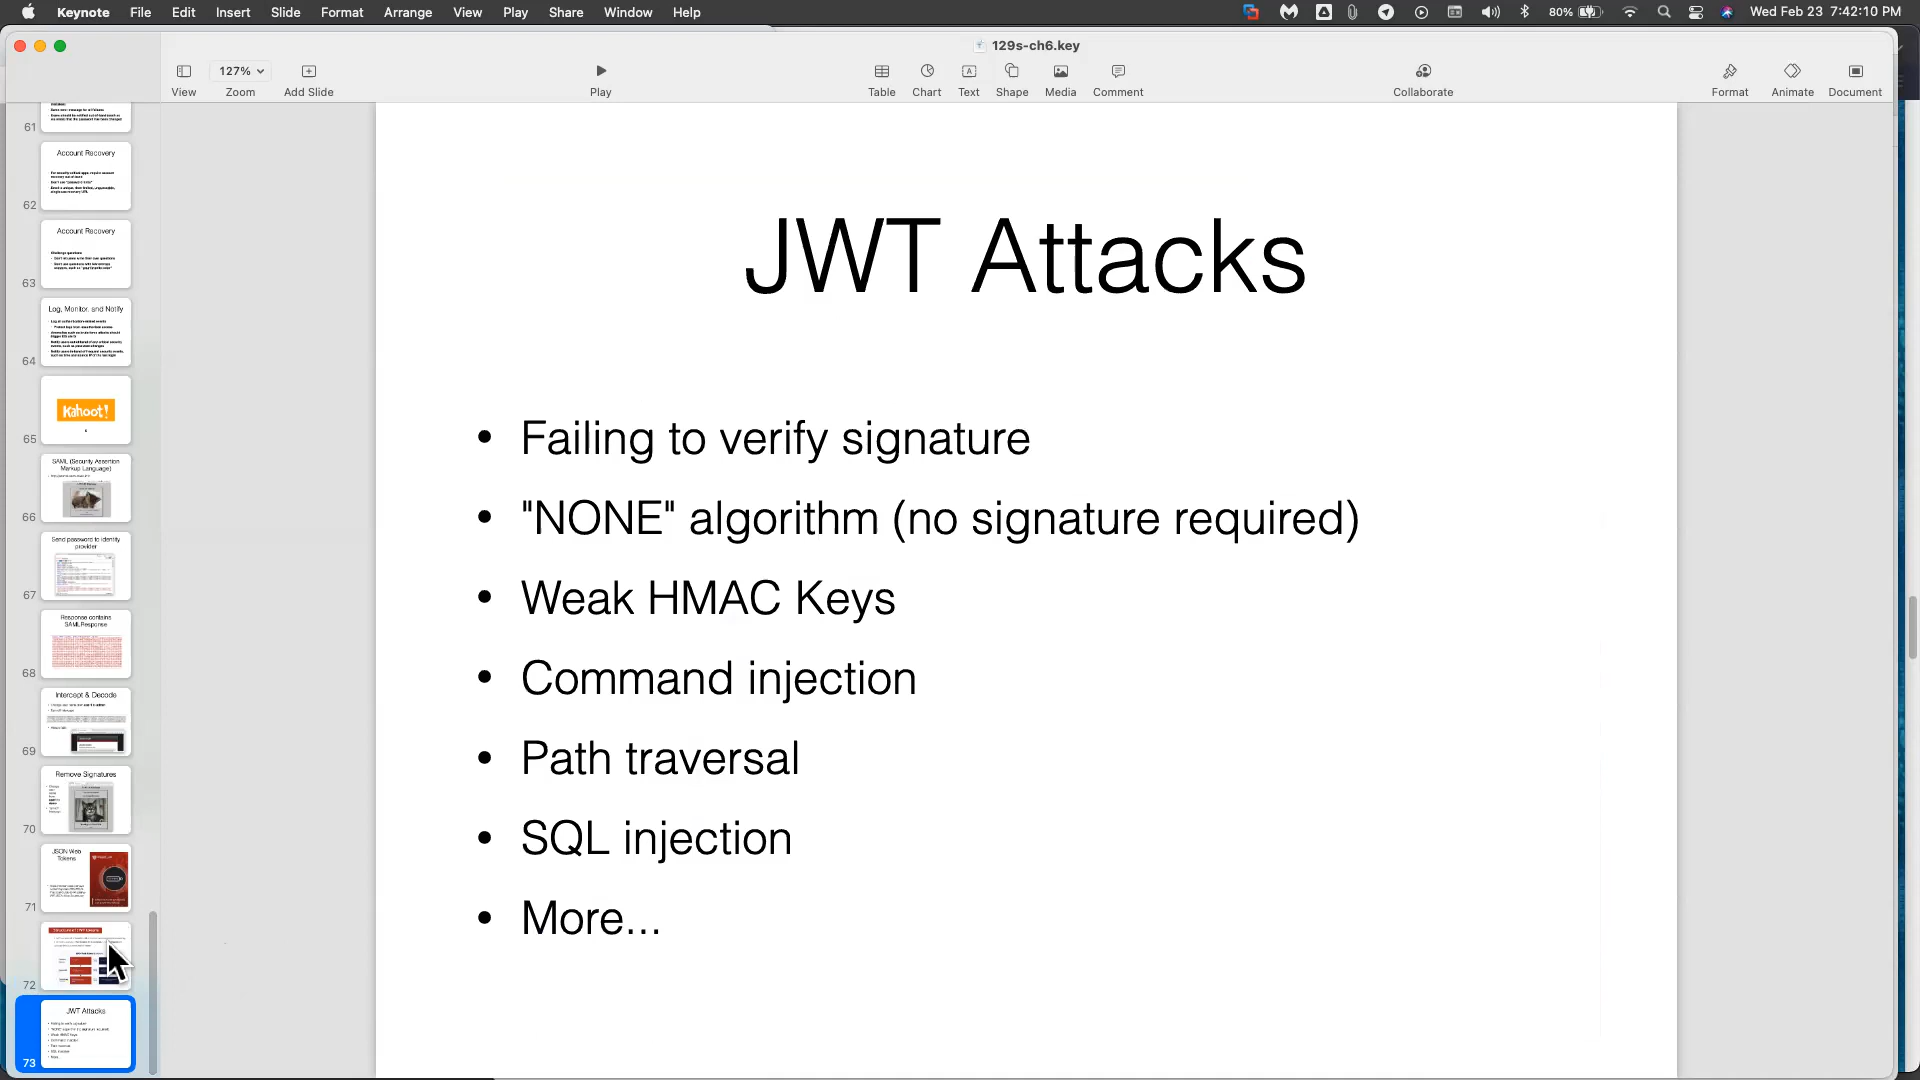 Keynote File Edit Insert Slide Format Arrange View Play Share Window Help 80% Wed Feb 23 7:42:10 PM
129s-ch6.key
127%
View Zoom Add Slide Play Table Chart Text Shape Media Comment Collaborate Format Animate Document
61
Account Recovery
62
Account Recovery
63
Log, Monitor, and Notify
64
Kahoot!
65
SAML (Security Assertion
Markup Language)
66
Send password to identity
provider
67
Response contains
SAMLResponse
68
Intercept & Decode
69
Remove Signatures
70
JSON Web
Tokens
71
72
JWT Attacks
73
JWT Attacks
• Failing to verify signature
• "NONE" algorithm (no signature required)
• Weak HMAC Keys
• Command injection
• Path traversal
• SQL injection
• More...